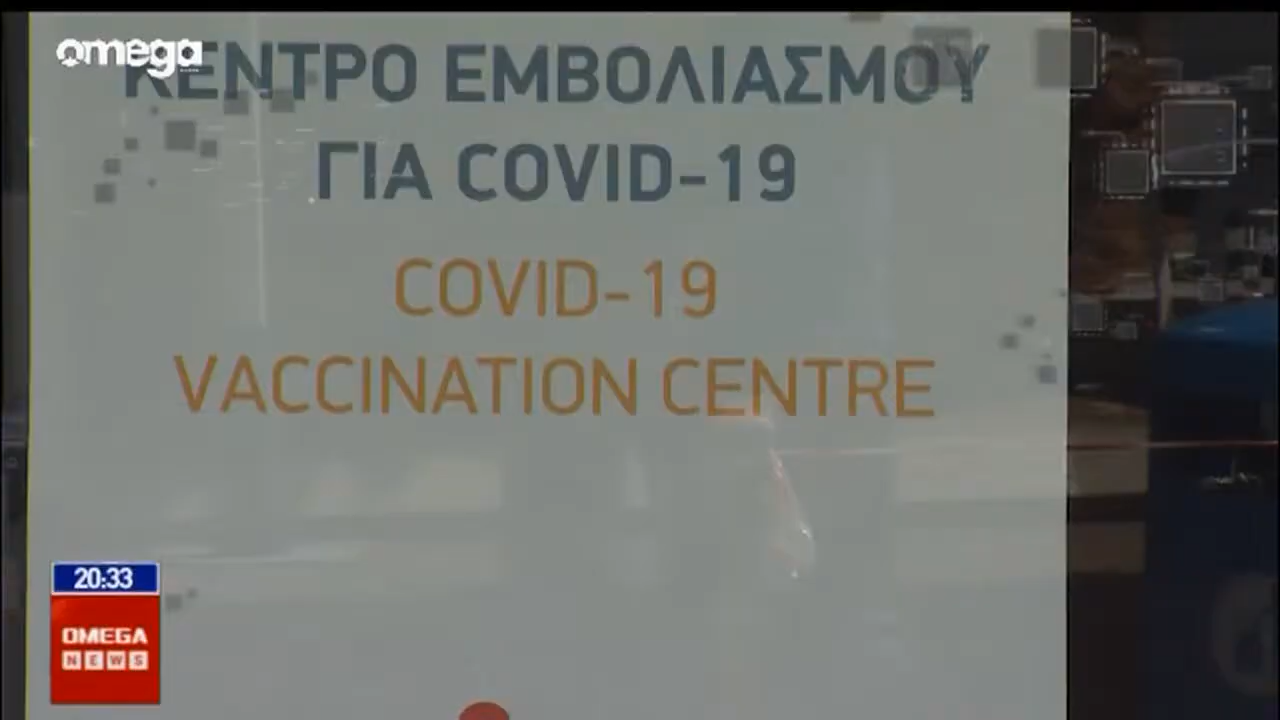 omega
ΚΕΝΤΡΟ ΕΜΒΟΛΙΑΣΜΟΥ
ΓΙΑ COVID-19
COVID-19
VACCINATION CENTRE
20:33
OMEGA
NEWS